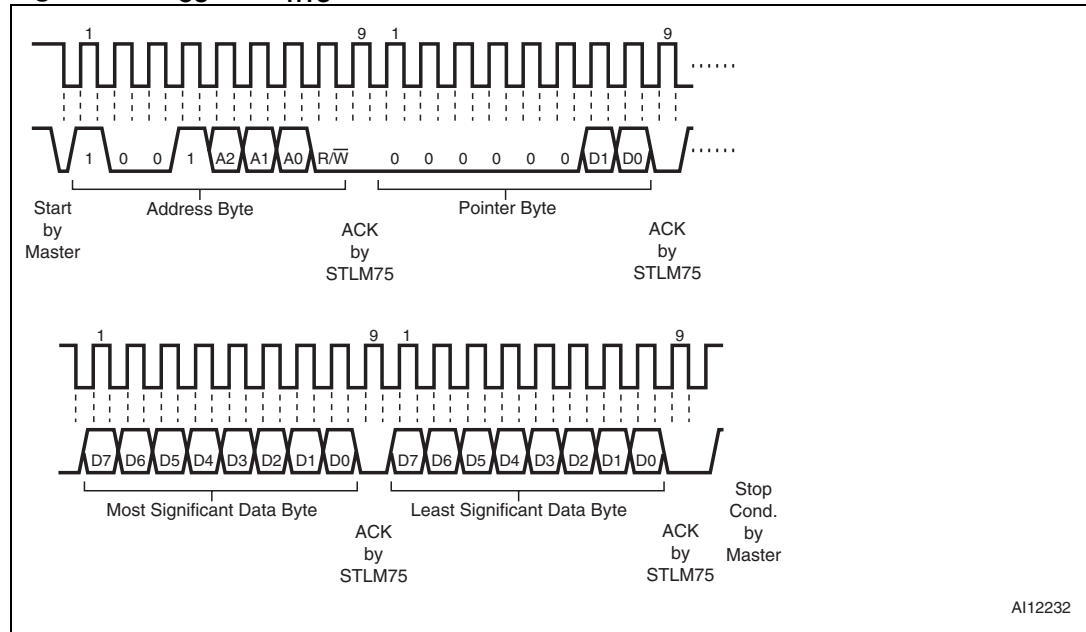 1 9 1 9
1 0 0 1 A2 A1 A0 R/W̅ 0 0 0 0 0 0 D1 D0
Address Byte Pointer Byte
Start
by
Master
ACK
by
STLM75
ACK
by
STLM75
1 9 1 9
D7 D6 D5 D4 D3 D2 D1 D0 D7 D6 D5 D4 D3 D2 D1 D0
Most Significant Data Byte Least Significant Data Byte
ACK
by
STLM75
ACK
by
STLM75
Stop
Cond.
by
Master
AI12232